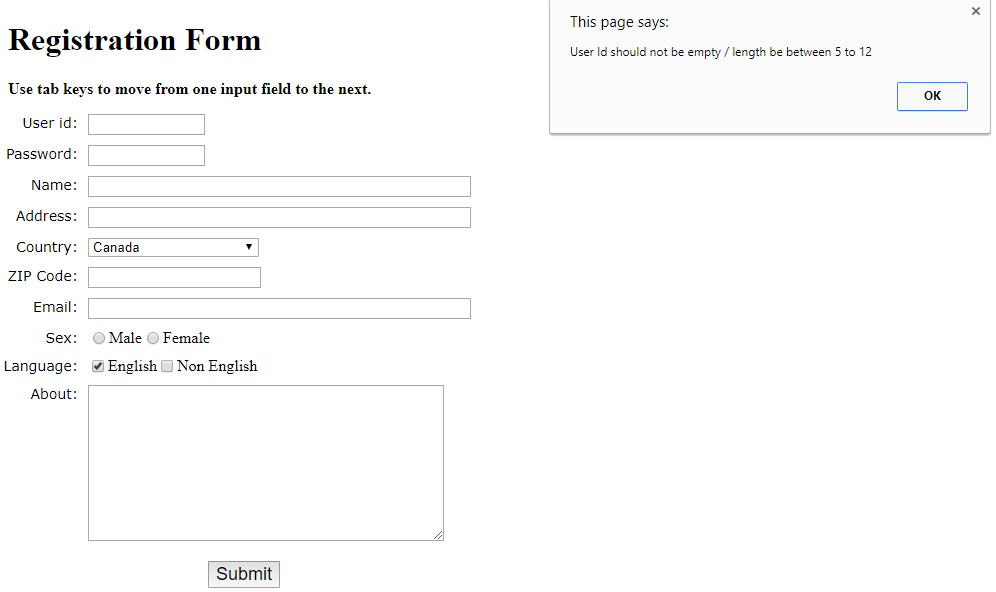 Registration Form
Use tab keys to move from one input field to the next.
User id:
Password:
Name:
Address:
Country: Canada
ZIP Code:
Email:
Sex: Male Female
Language: English Non English
About:
Submit
This page says:
User Id should not be empty / length be between 5 to 12
OK